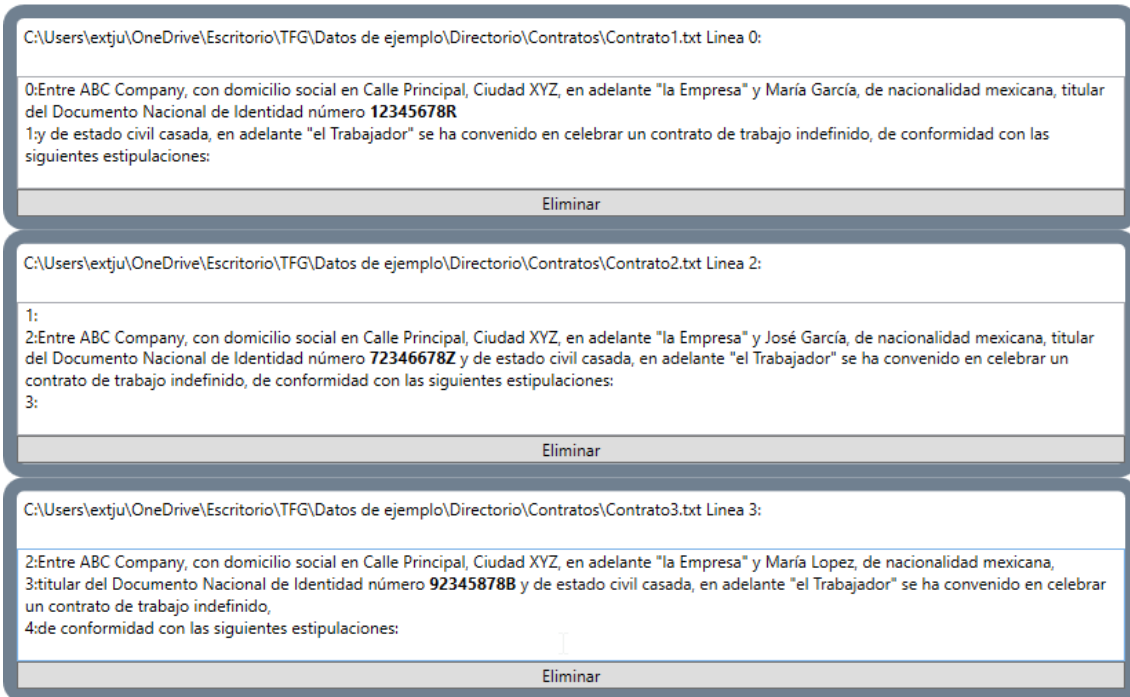 C:\Users\extju\OneDrive\Escritorio\TFG\Datos de ejemplo\Directorio\Contratos\Contrato1.txt Linea 0:
0:Entre ABC Company, con domicilio social en Calle Principal, Ciudad XYZ, en adelante "la Empresa" y María García, de nacionalidad mexicana, titular
del Documento Nacional de Identidad número 12345678R
1:y de estado civil casada, en adelante "el Trabajador" se ha convenido en celebrar un contrato de trabajo indefinido, de conformidad con las
siguientes estipulaciones:
Eliminar
C:\Users\extju\OneDrive\Escritorio\TFG\Datos de ejemplo\Directorio\Contratos\Contrato2.txt Linea 2:
1:
2:Entre ABC Company, con domicilio social en Calle Principal, Ciudad XYZ, en adelante "la Empresa" y José García, de nacionalidad mexicana, titular
del Documento Nacional de Identidad número 72346678Z y de estado civil casada, en adelante "el Trabajador" se ha convenido en celebrar un
contrato de trabajo indefinido, de conformidad con las siguientes estipulaciones:
3:
Eliminar
C:\Users\extju\OneDrive\Escritorio\TFG\Datos de ejemplo\Directorio\Contratos\Contrato3.txt Linea 3:
2:Entre ABC Company, con domicilio social en Calle Principal, Ciudad XYZ, en adelante "la Empresa" y María Lopez, de nacionalidad mexicana,
3:titular del Documento Nacional de Identidad número 92345878B y de estado civil casada, en adelante "el Trabajador" se ha convenido en celebrar
un contrato de trabajo indefinido,
4:de conformidad con las siguientes estipulaciones:
Eliminar